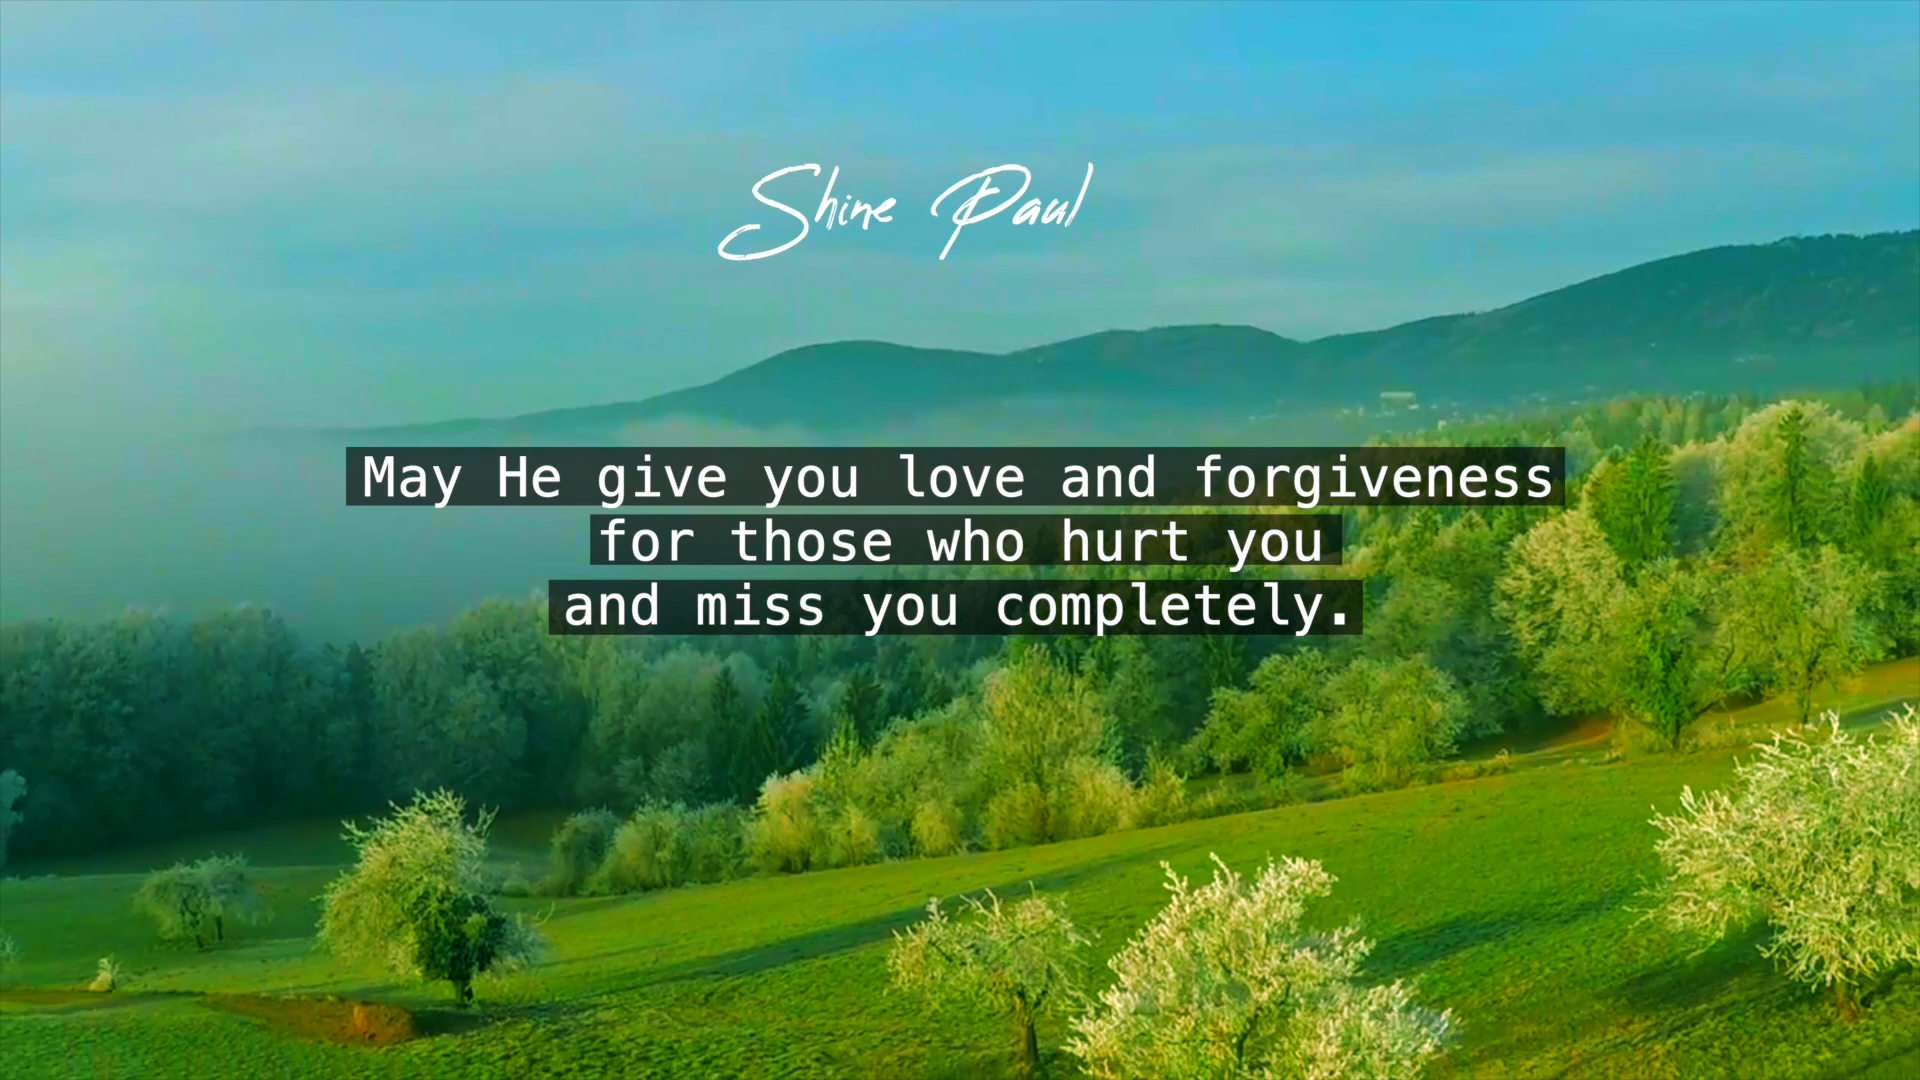 Shine Paul
May He give you love and forgiveness
for those who hurt you
and miss you completely.